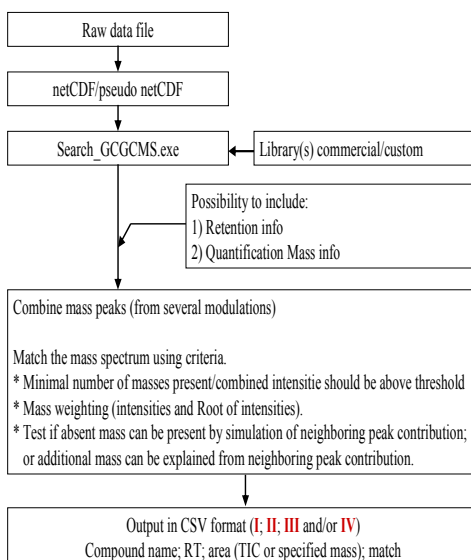 Raw data file
netCDF/pseudo netCDF
Search_GCGCMS.exe
Library(s) commercial/custom
Possibility to include:
1) Retention info
2) Quantification Mass info
Combine mass peaks (from several modulations)
Match the mass spectrum using criteria.
* Minimal number of masses present/combined intensitie should be above threshold
* Mass weighting (intensities and Root of intensities).
* Test if absent mass can be present by simulation of neighboring peak contribution;
or additional mass can be explained from neighboring peak contribution.
Output in CSV format (I; II; III and/or IV)
Compound name; RT; area (TIC or specified mass); match